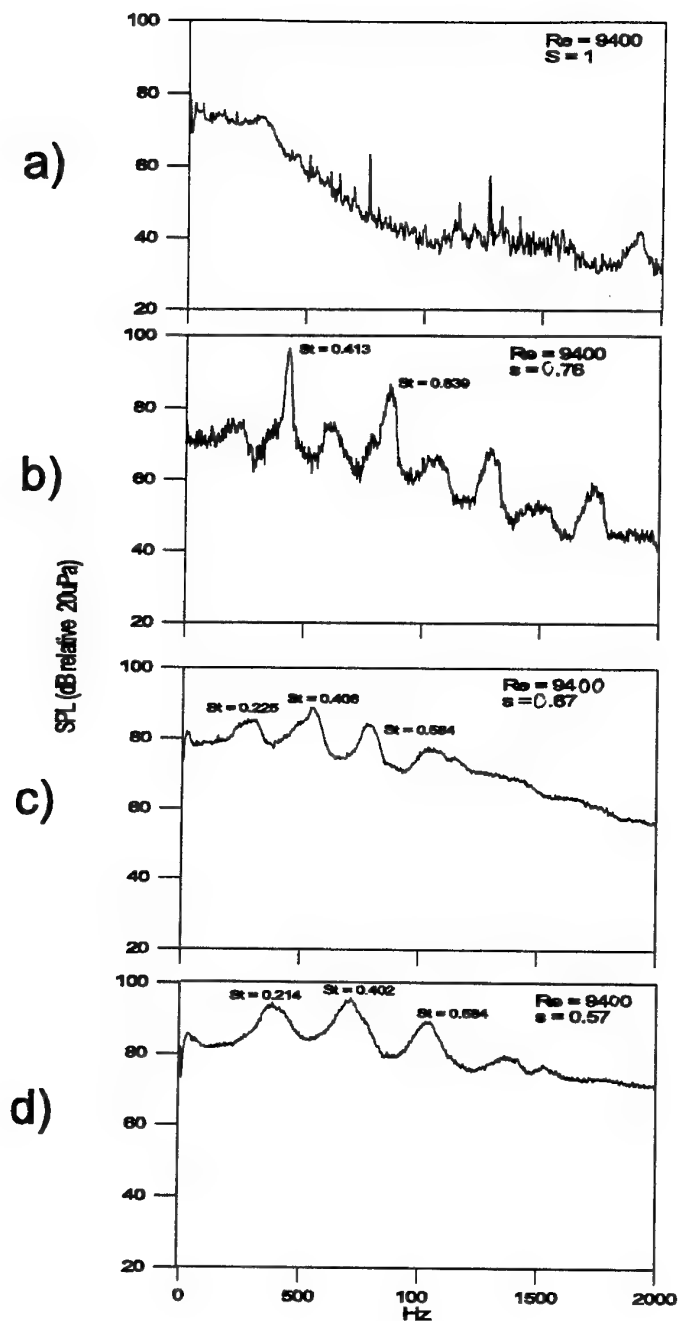 a)
100
80
60
40
20
Re = 9400
S = 1
b)
100
80
60
40
20
St = 0.413
St = 0.839
Re = 9400
s = 0.76
SPL (dB relative 20uPa)
c)
100
80
60
40
20
St = 0.225
St = 0.408
St = 0.584
Re = 9400
s = 0.67
d)
100
80
60
40
20
St = 0.214
St = 0.402
St = 0.584
Re = 9400
s = 0.57
0
500
1500
2000
Hz